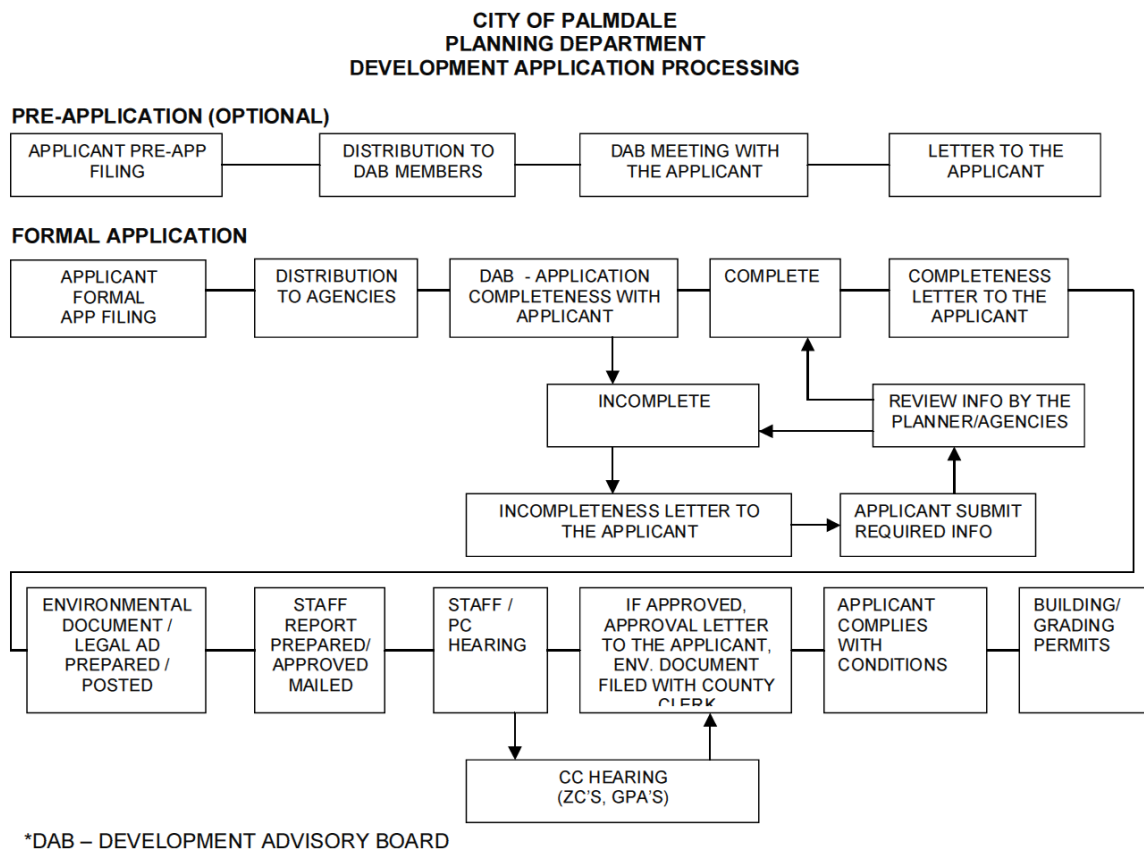 CITY OF PALMDALE
PLANNING DEPARTMENT
DEVELOPMENT APPLICATION PROCESSING
PRE-APPLICATION (OPTIONAL)
APPLICANT PRE-APP
FILING
DISTRIBUTION TO
DAB MEMBERS
DAB MEETING WITH
THE APPLICANT
LETTER TO THE
APPLICANT
FORMAL APPLICATION
APPLICANT
FORMAL
APP FILING
DISTRIBUTION
TO AGENCIES
DAB - APPLICATION
COMPLETENESS WITH
APPLICANT
COMPLETE
COMPLETENESS
LETTER TO THE
APPLICANT
INCOMPLETE
REVIEW INFO BY THE
PLANNER/AGENCIES
INCOMPLETENESS LETTER TO
THE APPLICANT
APPLICANT SUBMIT
REQUIRED INFO
ENVIRONMENTAL
DOCUMENT /
LEGAL AD
PREPARED /
POSTED
STAFF
REPORT
PREPARED/
APPROVED
MAILED
STAFF /
PC
HEARING
IF APPROVED,
APPROVAL LETTER
TO THE APPLICANT,
ENV. DOCUMENT
FILED WITH COUNTY
CLERK
APPLICANT
COMPLIES
WITH
CONDITIONS
BUILDING/
GRADING
PERMITS
CC HEARING
(ZC'S, GPA'S)
*DAB – DEVELOPMENT ADVISORY BOARD